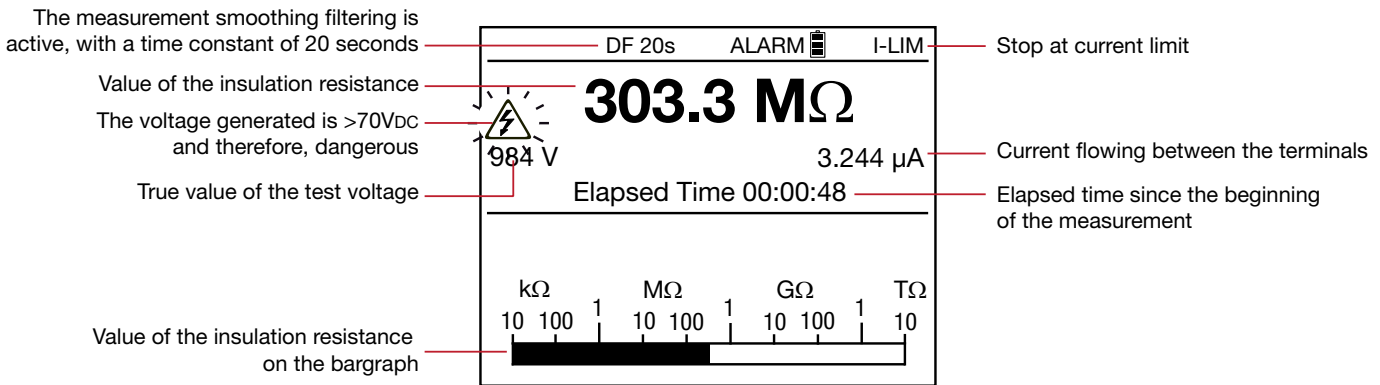 The measurement smoothing filtering is
active, with a time constant of 20 seconds
Value of the insulation resistance
The voltage generated is >70VDC
and therefore, dangerous
True value of the test voltage
Value of the insulation resistance
on the bargraph
DF 20s ALARM I-LIM
303.3 MΩ
984 V 3.244 µA
Elapsed Time 00:00:48
kΩ MΩ GΩ TΩ
10 100 1 10 100 1 10 100 1 10
Stop at current limit
Current flowing between the terminals
Elapsed time since the beginning
of the measurement